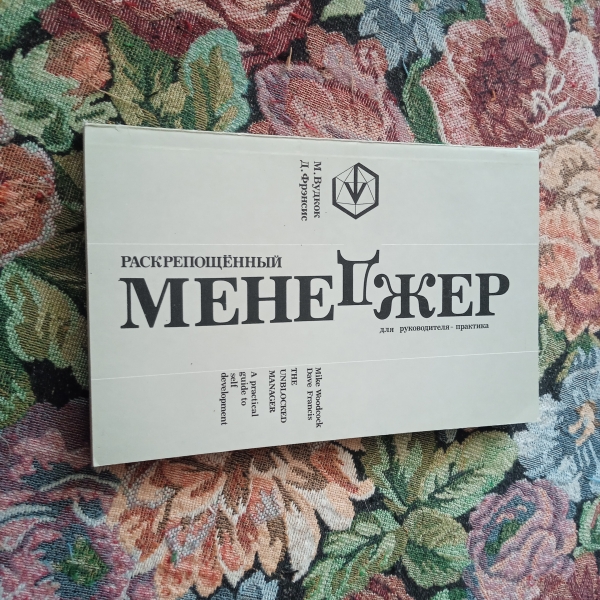 М. Вудкок
Д. Фрэнсис
РАСКРЕПОЩЁННЫЙ
МЕНЕДЖЕР
для руководителя - практика
Mike Woodcock
Dave Francis
THE
UNBLOCKED
MANAGER
A practical
guide to
self
development